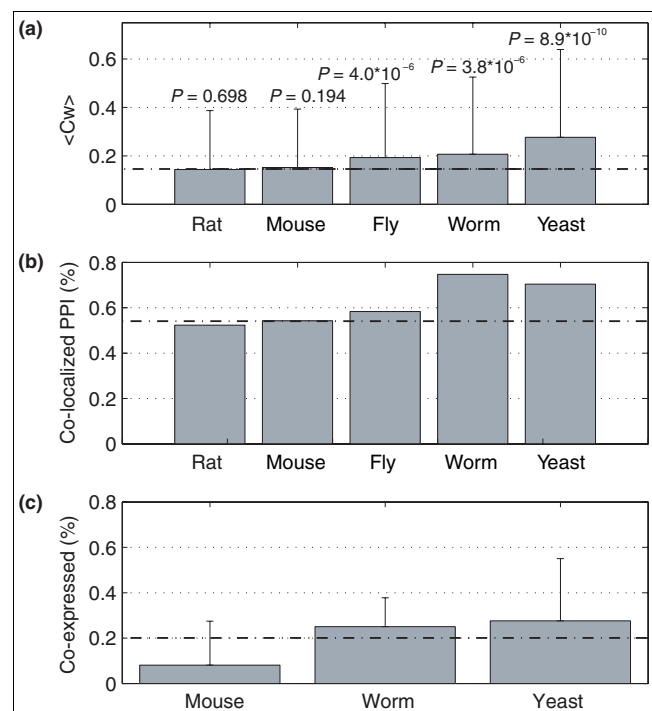 (a)
<Cw>
0.6
0.4
0.2
0
P = 0.698
P = 0.194
P = 4.0*10⁻⁶
P = 3.8*10⁻⁶
P = 8.9*10⁻¹⁰
Rat Mouse Fly Worm Yeast
(b)
Co-localized PPI (%)
0.8
0.6
0.4
0.2
0
Rat Mouse Fly Worm Yeast
(c)
Co-expressed (%)
0.8
0.6
0.4
0.2
0
Mouse Worm Yeast